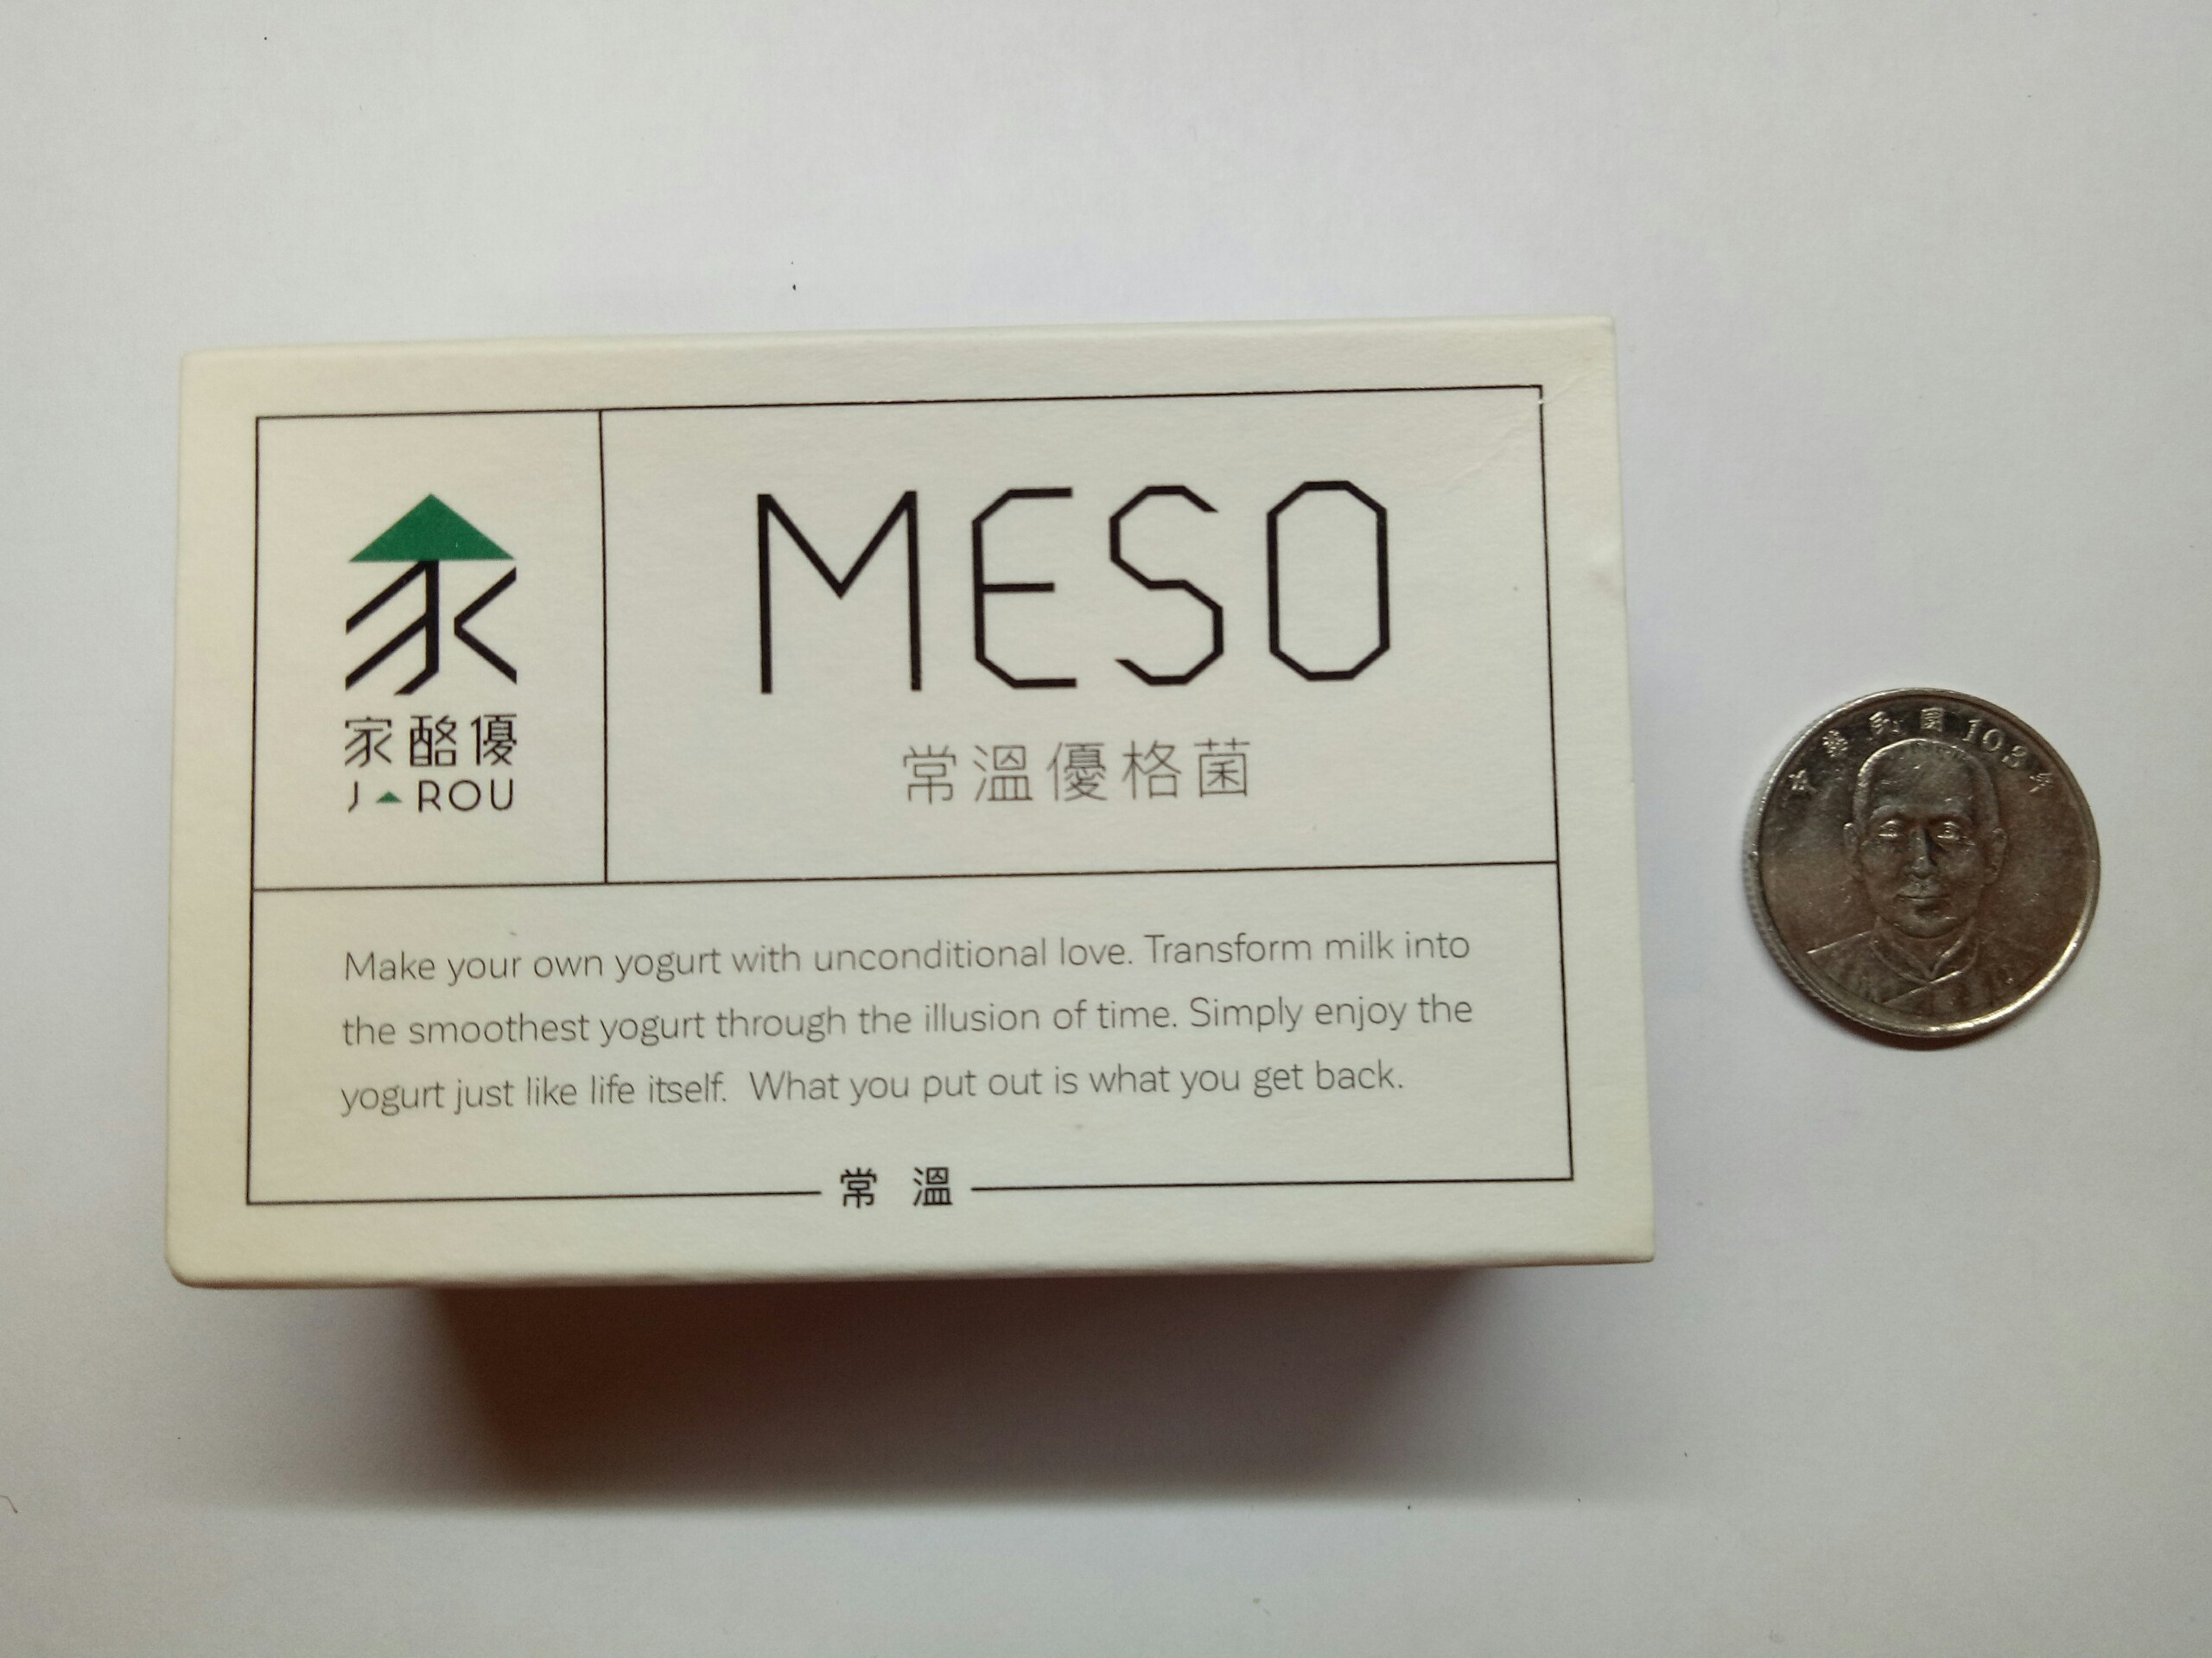 家酪優
J▲ROU
MESO
常溫優格菌
Make your own yogurt with unconditional love. Transform milk into
the smoothest yogurt through the illusion of time. Simply enjoy the
yogurt just like life itself.  What you put out is what you get back.
常溫
中華民國103年